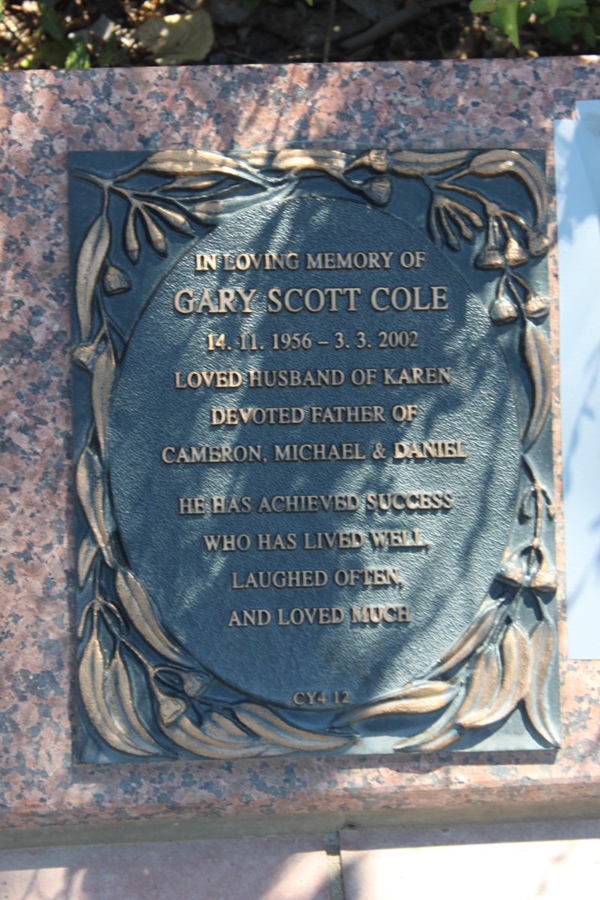 IN LOVING MEMORY OF
GARY SCOTT COLE
14. 11. 1956 – 3. 3. 2002
LOVED HUSBAND OF KAREN
DEVOTED FATHER OF
CAMERON, MICHAEL & DANIEL
HE HAS ACHIEVED SUCCESS
WHO HAS LIVED WELL,
LAUGHED OFTEN,
AND LOVED MUCH
CY4 12